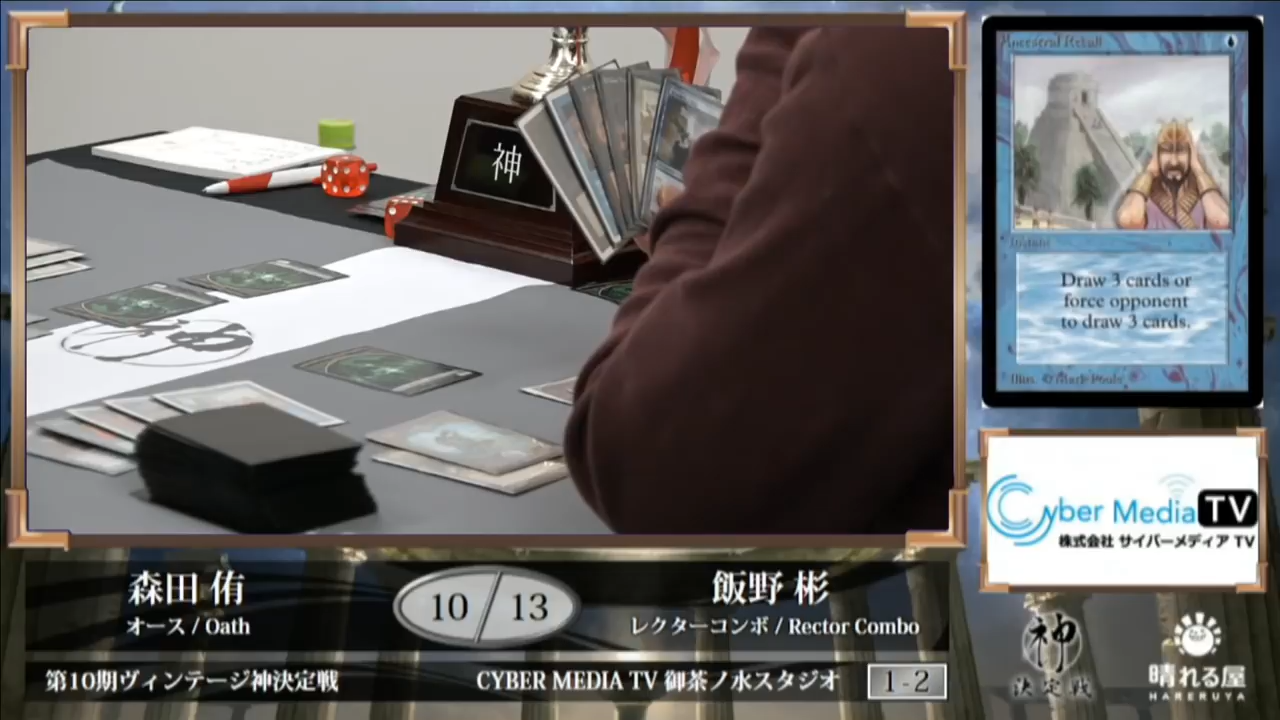 神
Ancestral Recall
Instant
Draw 3 cards or
force opponent
to draw 3 cards.
Illus. © Mark Poole
Cyber Media TV
株式会社 サイバーメディア TV
森田 侑
オース / Oath
10 / 13
飯野 彬
レクターコンボ / Rector Combo
第10期ヴィンテージ神決定戦
CYBER MEDIA TV 御茶ノ水スタジオ
1-2
神
決定戦
晴れる屋
HARERUYA